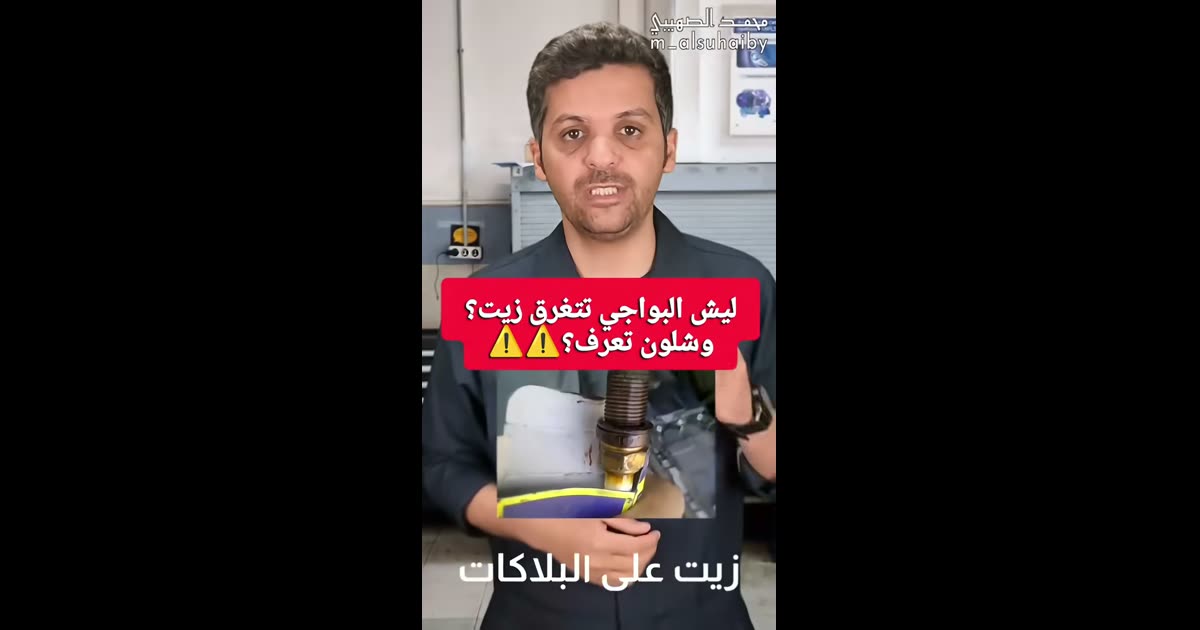 محمد الصهيبي
m_alsuhaiby
ليش البواجي تتغرق زيت؟
وشلون تعرف؟⚠️⚠️
زيت على البلاكات